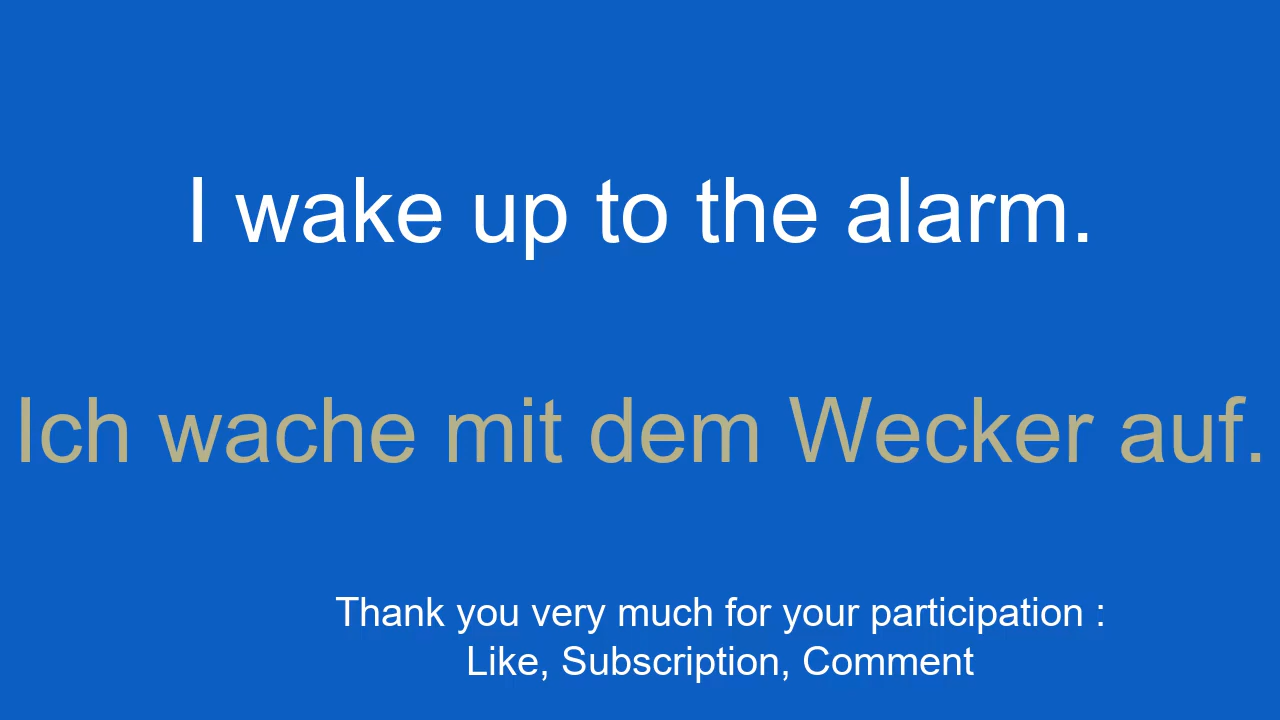 I wake up to the alarm.
Ich wache mit dem Wecker auf.
Thank you very much for your participation :
Like, Subscription, Comment